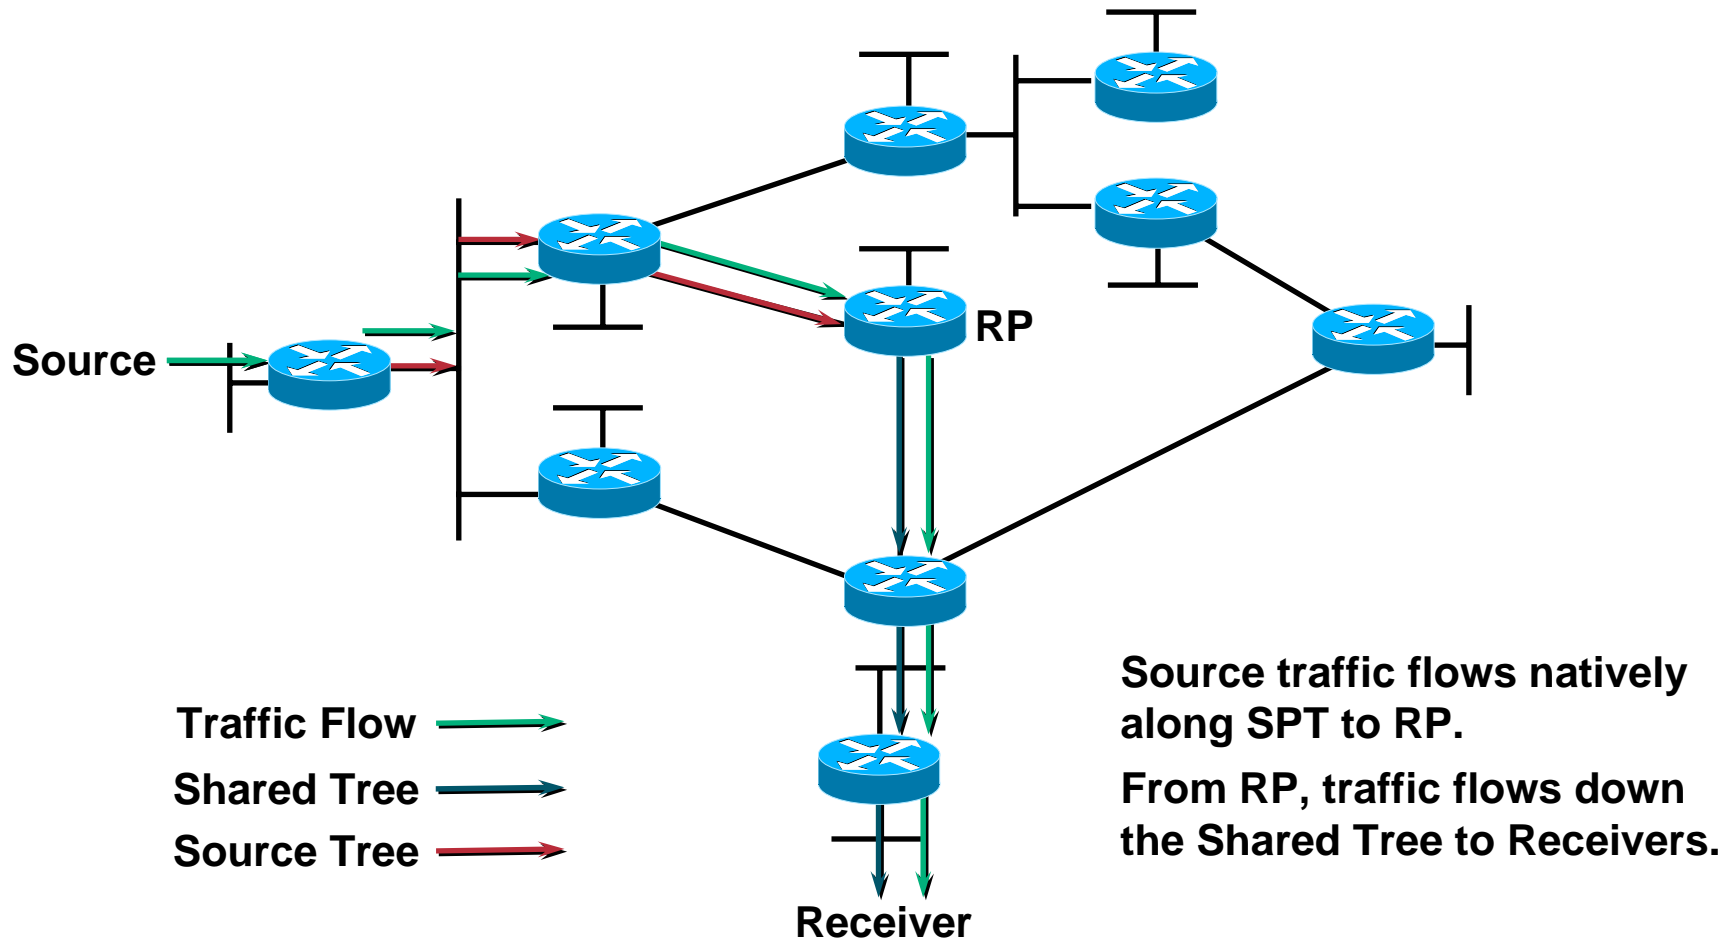 RP
Source
Traffic Flow
Shared Tree
Source Tree
Source traffic flows natively
along SPT to RP.
From RP, traffic flows down
the Shared Tree to Receivers.
Receiver